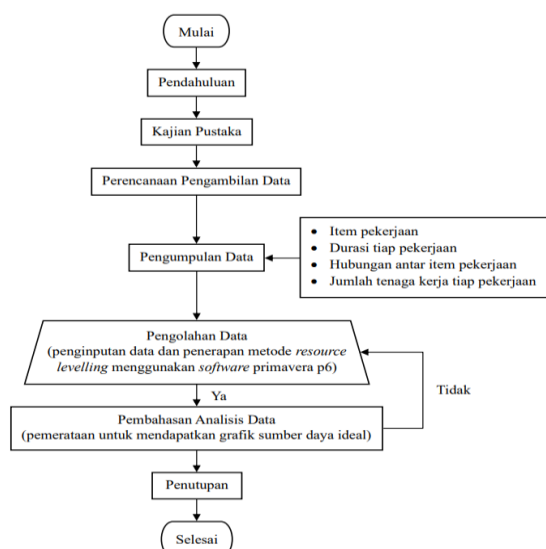 Mulai
Pendahuluan
Kajian Pustaka
Perencanaan Pengambilan Data
Pengumpulan Data
• Item pekerjaan
• Durasi tiap pekerjaan
• Hubungan antar item pekerjaan
• Jumlah tenaga kerja tiap pekerjaan
Pengolahan Data
(penginputan data dan penerapan metode resource
levelling menggunakan software primavera p6)
Tidak
Ya
Pembahasan Analisis Data
(pemerataan untuk mendapatkan grafik sumber daya ideal)
Penutupan
Selesai